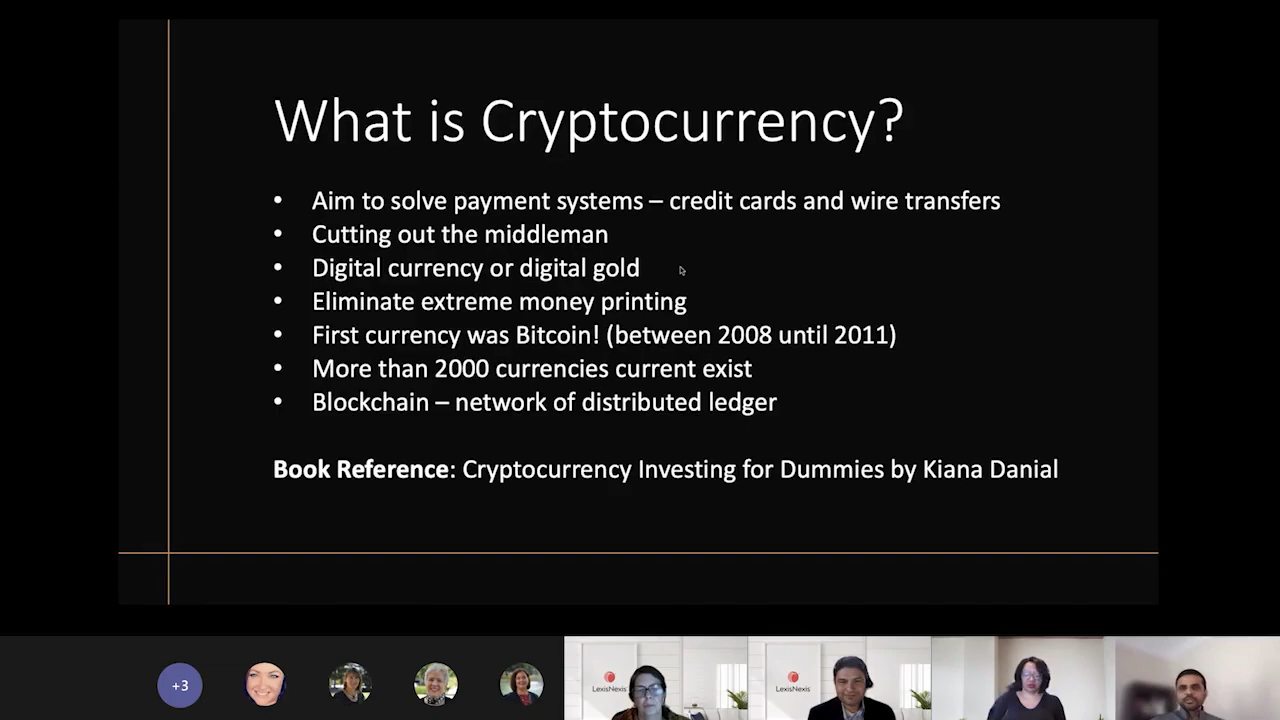 What is Cryptocurrency?
• Aim to solve payment systems – credit cards and wire transfers
• Cutting out the middleman
• Digital currency or digital gold
• Eliminate extreme money printing
• First currency was Bitcoin! (between 2008 until 2011)
• More than 2000 currencies current exist
• Blockchain – network of distributed ledger
Book Reference: Cryptocurrency Investing for Dummies by Kiana Danial
+3
LexisNexis
LexisNexis